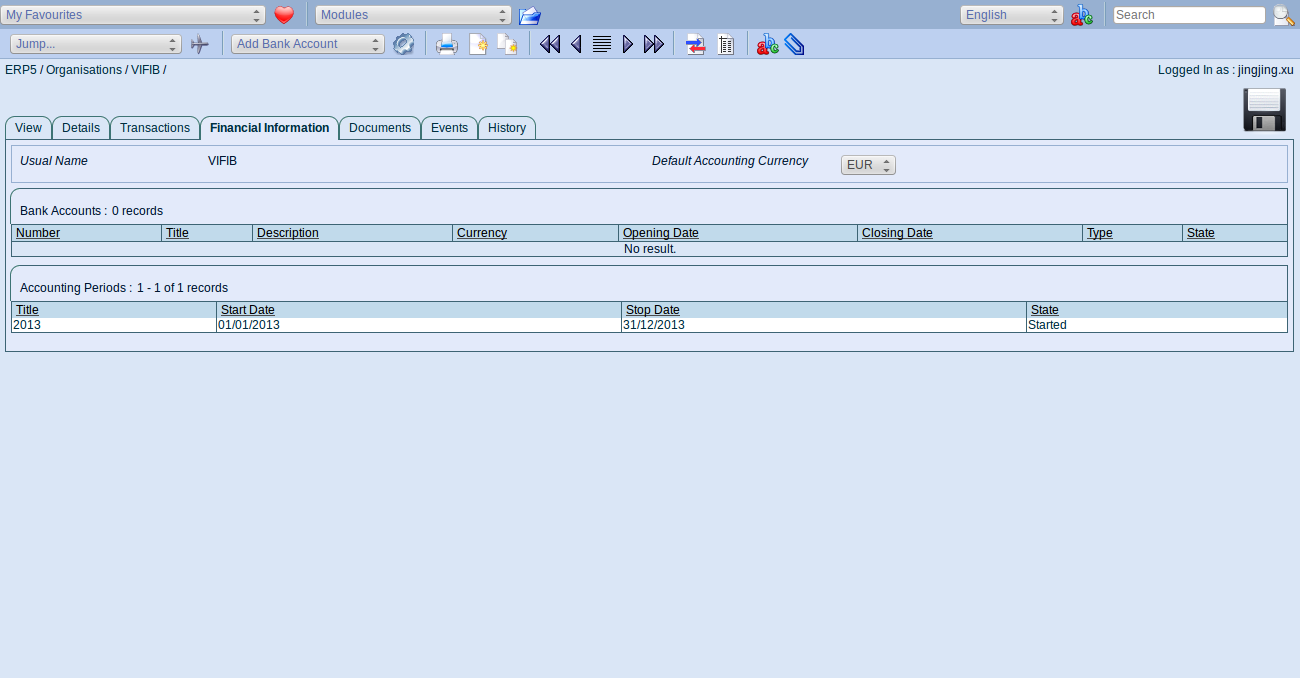 My Favourites Modules English Search
Jump... Add Bank Account
ERP5 / Organisations / VIFIB / Logged In as : jingjing.xu
View Details Transactions Financial Information Documents Events History
Usual Name VIFIB Default Accounting Currency EUR
Bank Accounts : 0 records
Number Title Description Currency Opening Date Closing Date Type State
No result.
Accounting Periods : 1 - 1 of 1 records
Title Start Date Stop Date State
2013 01/01/2013 31/12/2013 Started